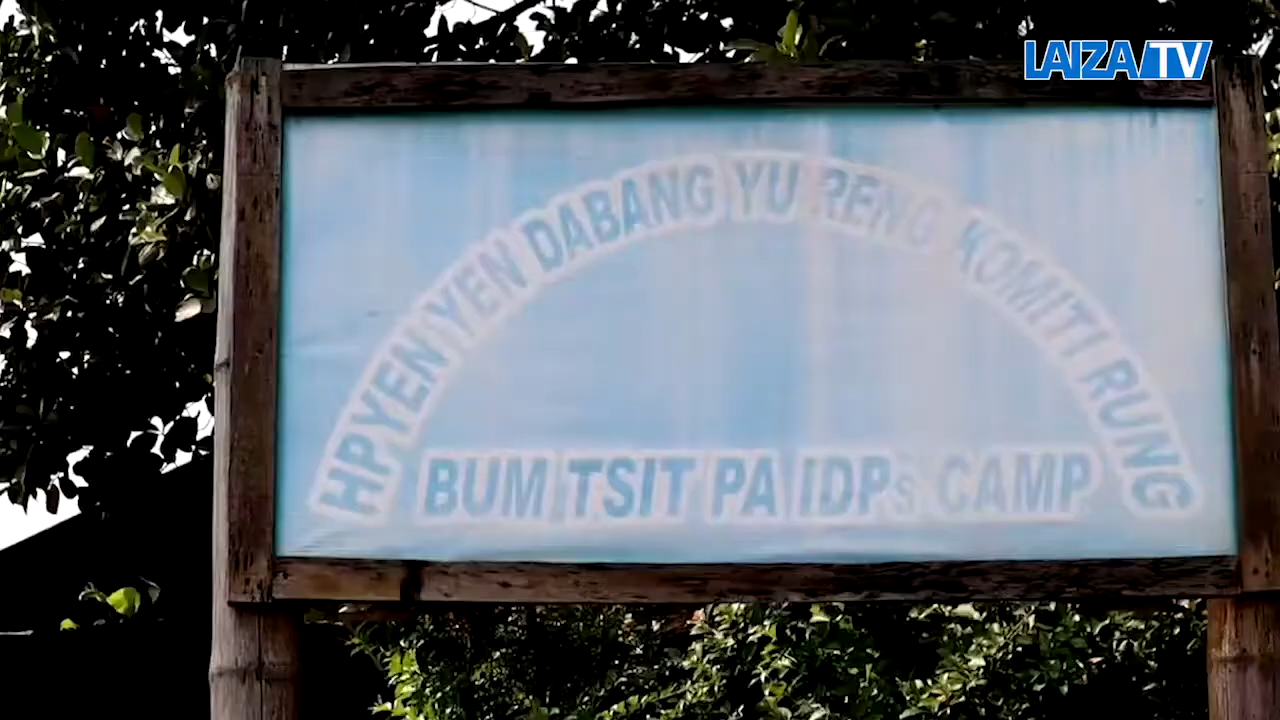 LAIZA TV
HPYEN YEN DABANG YU RENG KOMITI RUNG
BUM TSIT PA IDPs CAMP